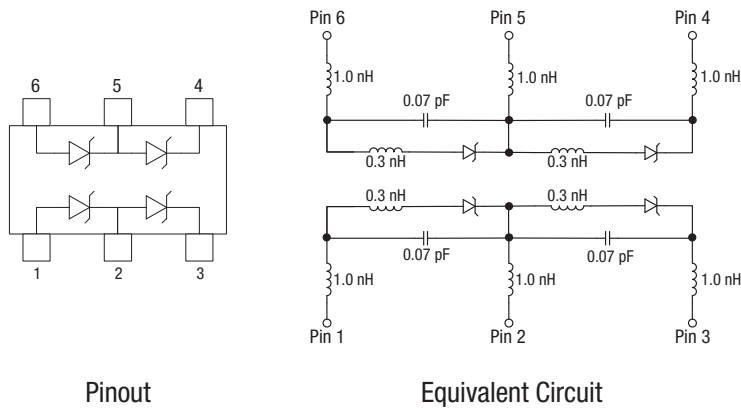 6 5 4
1 2 3
Pinout
Pin 6 Pin 5 Pin 4
1.0 nH 1.0 nH 1.0 nH
0.07 pF 0.07 pF
0.3 nH 0.3 nH
0.3 nH 0.3 nH
0.07 pF 0.07 pF
1.0 nH 1.0 nH 1.0 nH
Pin 1 Pin 2 Pin 3
Equivalent Circuit